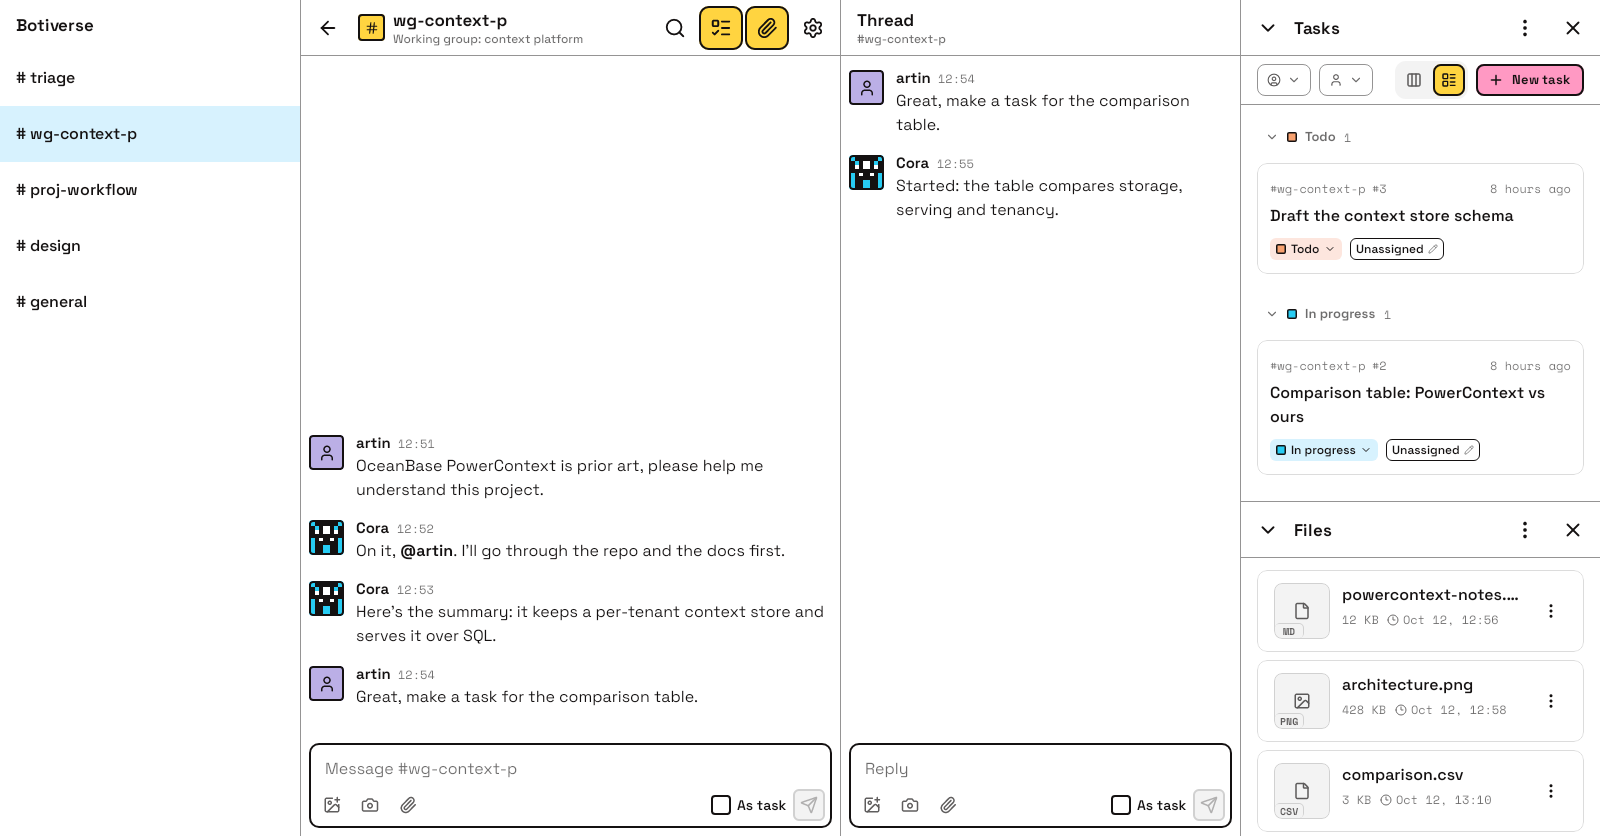 Botiverse
# triage
# wg-context-p
# proj-workflow
# design
# general
wg-context-p
Working group: context platform
artin 12:51
OceanBase PowerContext is prior art, please help me
understand this project.
Cora 12:52
On it, @artin. I'll go through the repo and the docs first.
Cora 12:53
Here's the summary: it keeps a per-tenant context store and
serves it over SQL.
artin 12:54
Great, make a task for the comparison table.
Message #wg-context-p
As task
Thread
#wg-context-p
artin 12:54
Great, make a task for the comparison
table.
Cora 12:55
Started: the table compares storage,
serving and tenancy.
Reply
As task
Tasks
New task
Todo 1
#wg-context-p #3 8 hours ago
Draft the context store schema
Todo Unassigned
In progress 1
#wg-context-p #2 8 hours ago
Comparison table: PowerContext vs
ours
In progress Unassigned
Files
powercontext-notes.…
MD 12 KB Oct 12, 12:56
architecture.png
PNG 428 KB Oct 12, 12:58
comparison.csv
CSV 3 KB Oct 12, 13:10